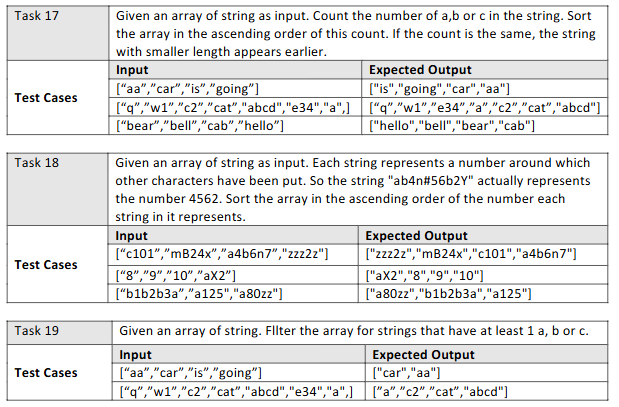 Task 17
Given an array of string as input. Count the number of a,b or c in the string. Sort
the array in the ascending order of this count. If the count is the same, the string
with smaller length appears earlier.
Test Cases
Input Expected Output
[“aa”,”car”,”is”,”going”] ["is","going","car","aa"]
[“q”,”w1”,”c2”,”cat”,”abcd”,”e34”,”a”,] [“q”,”w1”,”e34”,”a”,”c2”,”cat”,”abcd"]
[“bear”,”bell”,”cab”,”hello”] ["hello","bell","bear","cab"]
Task 18
Given an array of string as input. Each string represents a number around which
other characters have been put. So the string "ab4n#56b2Y" actually represents
the number 4562. Sort the array in the ascending order of the number each
string in it represents.
Test Cases
Input Expected Output
[“c101”,”mB24x”,”a4b6n7”,”zzz2z"] ["zzz2z”,”mB24x”,”c101”,”a4b6n7”]
[“8”,”9”,”10”,”aX2”] ["aX2","8","9","10"]
[“b1b2b3a”,”a125”,”a80zz”] ["a80zz”,”b1b2b3a”,”a125”]
Task 19
Given an array of string. FIlter the array for strings that have at least 1 a, b or c.
Test Cases
Input Expected Output
[“aa”,”car”,”is”,”going”] ["car","aa"]
[“q”,”w1”,”c2”,”cat”,”abcd”,”e34”,”a”,] [”a”,”c2”,”cat”,”abcd"]